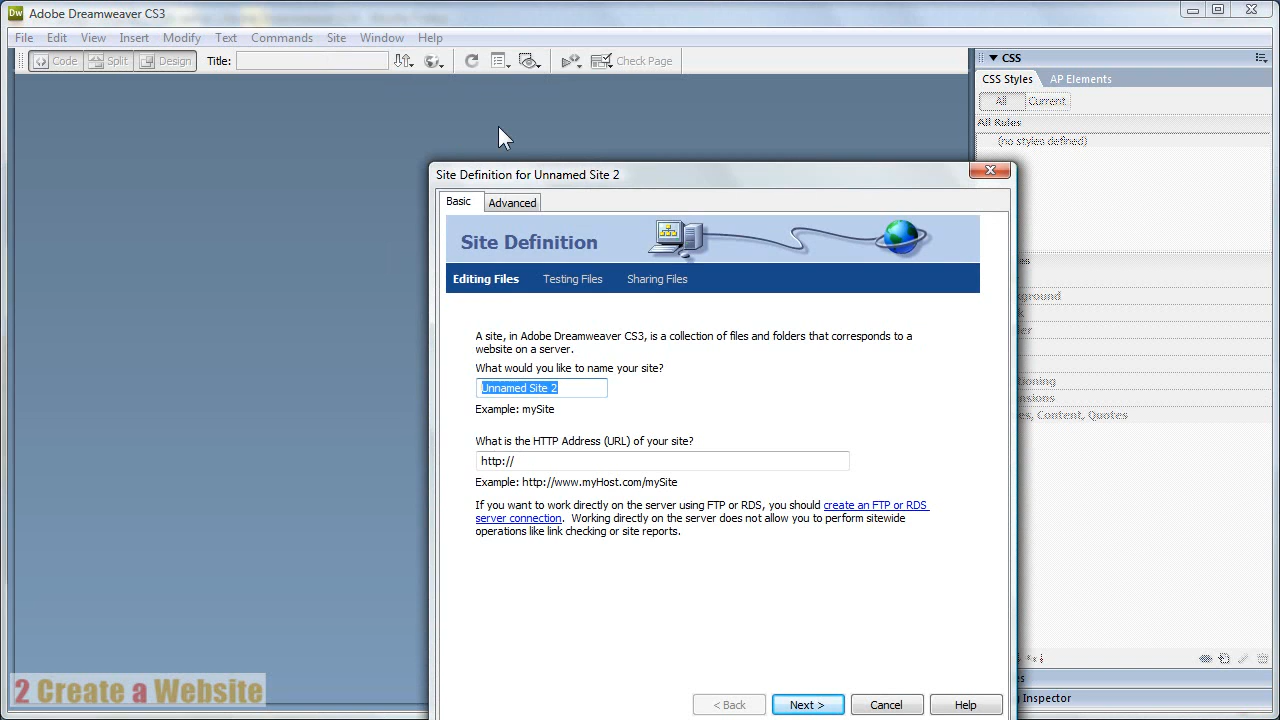 Dw Adobe Dreamweaver CS3
File Edit View Insert Modify Text Commands Site Window Help
Code Split Design Title: Check Page
CSS
CSS Styles AP Elements
All Current
All Rules
(no styles defined)
Site Definition for Unnamed Site 2
Basic Advanced
Site Definition
Editing Files Testing Files Sharing Files
A site, in Adobe Dreamweaver CS3, is a collection of files and folders that corresponds to a
website on a server.
What would you like to name your site?
Unnamed Site 2
Example: mySite
What is the HTTP Address (URL) of your site?
http://
Example: http://www.myHost.com/mySite
If you want to work directly on the server using FTP or RDS, you should create an FTP or RDS
server connection. Working directly on the server does not allow you to perform sitewide
operations like link checking or site reports.
, Content, Quotes
Inspector
2 Create a Website
< Back Next > Cancel Help